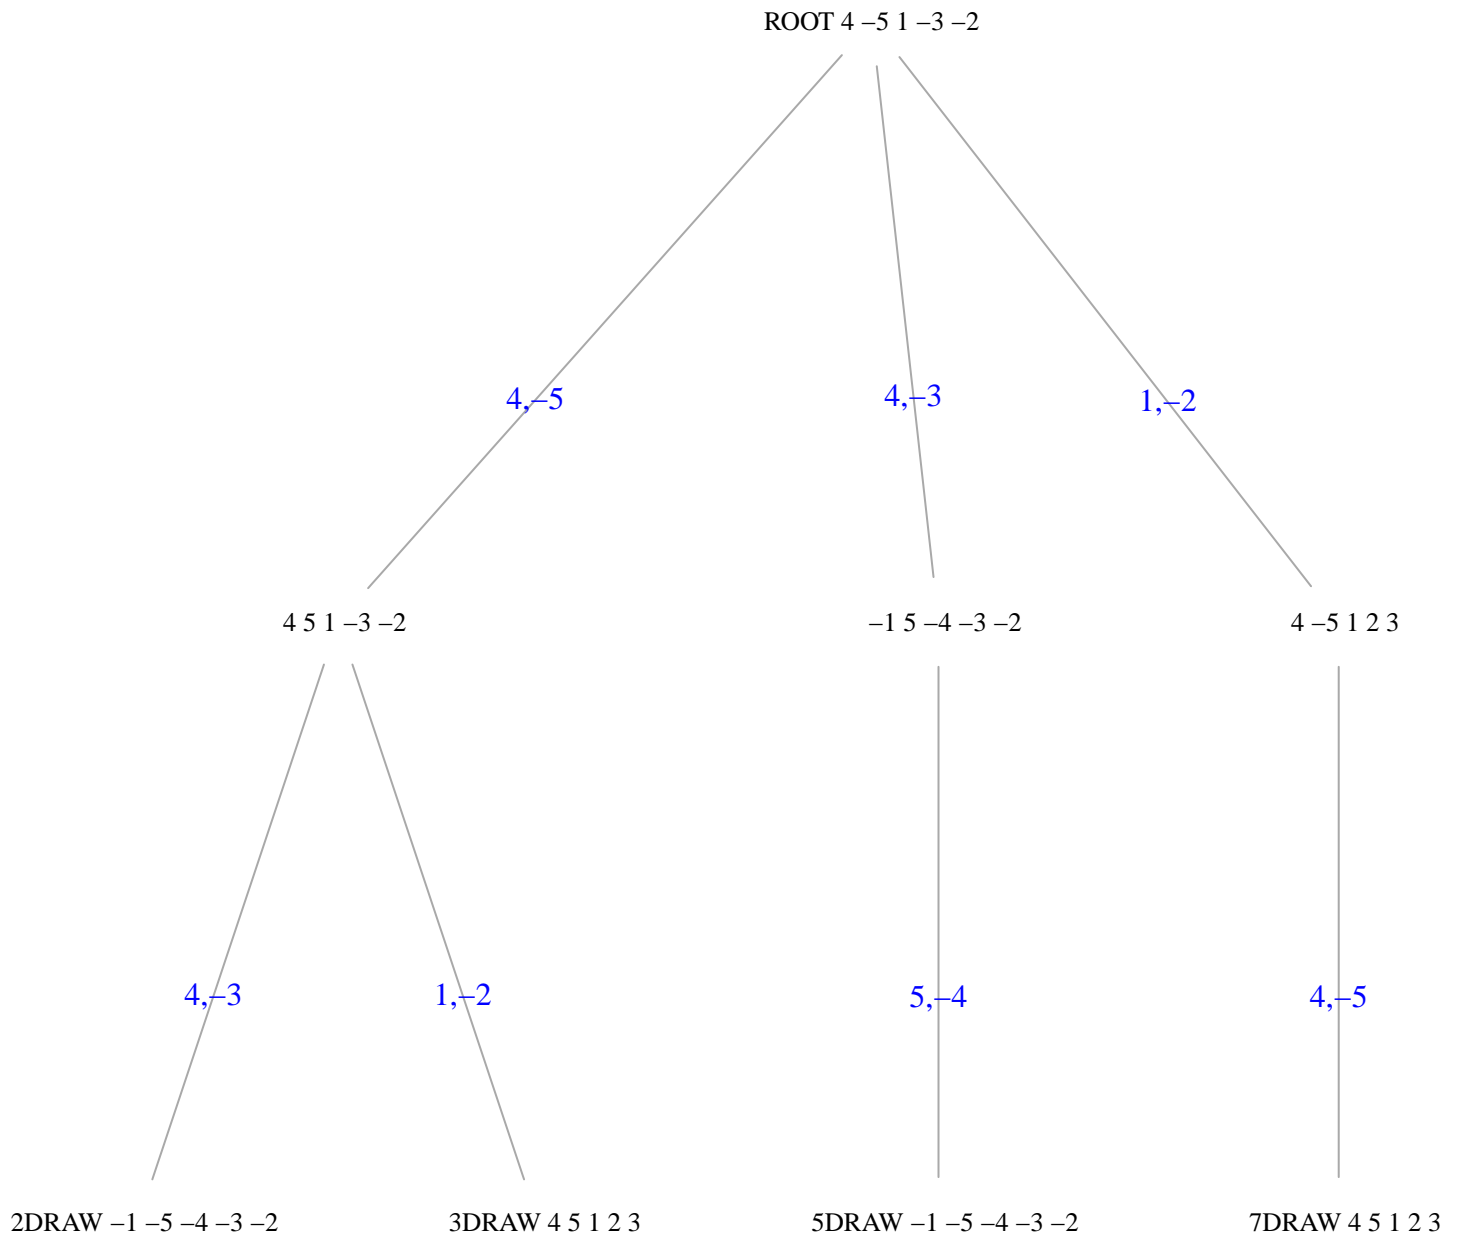 ROOT 4 –5 1 –3 –2
4,–5
4,–3
1,–2
4 5 1 –3 –2
–1 5 –4 –3 –2
4 –5 1 2 3
4,–3
1,–2
5,–4
4,–5
2DRAW –1 –5 –4 –3 –2
3DRAW 4 5 1 2 3
5DRAW –1 –5 –4 –3 –2
7DRAW 4 5 1 2 3